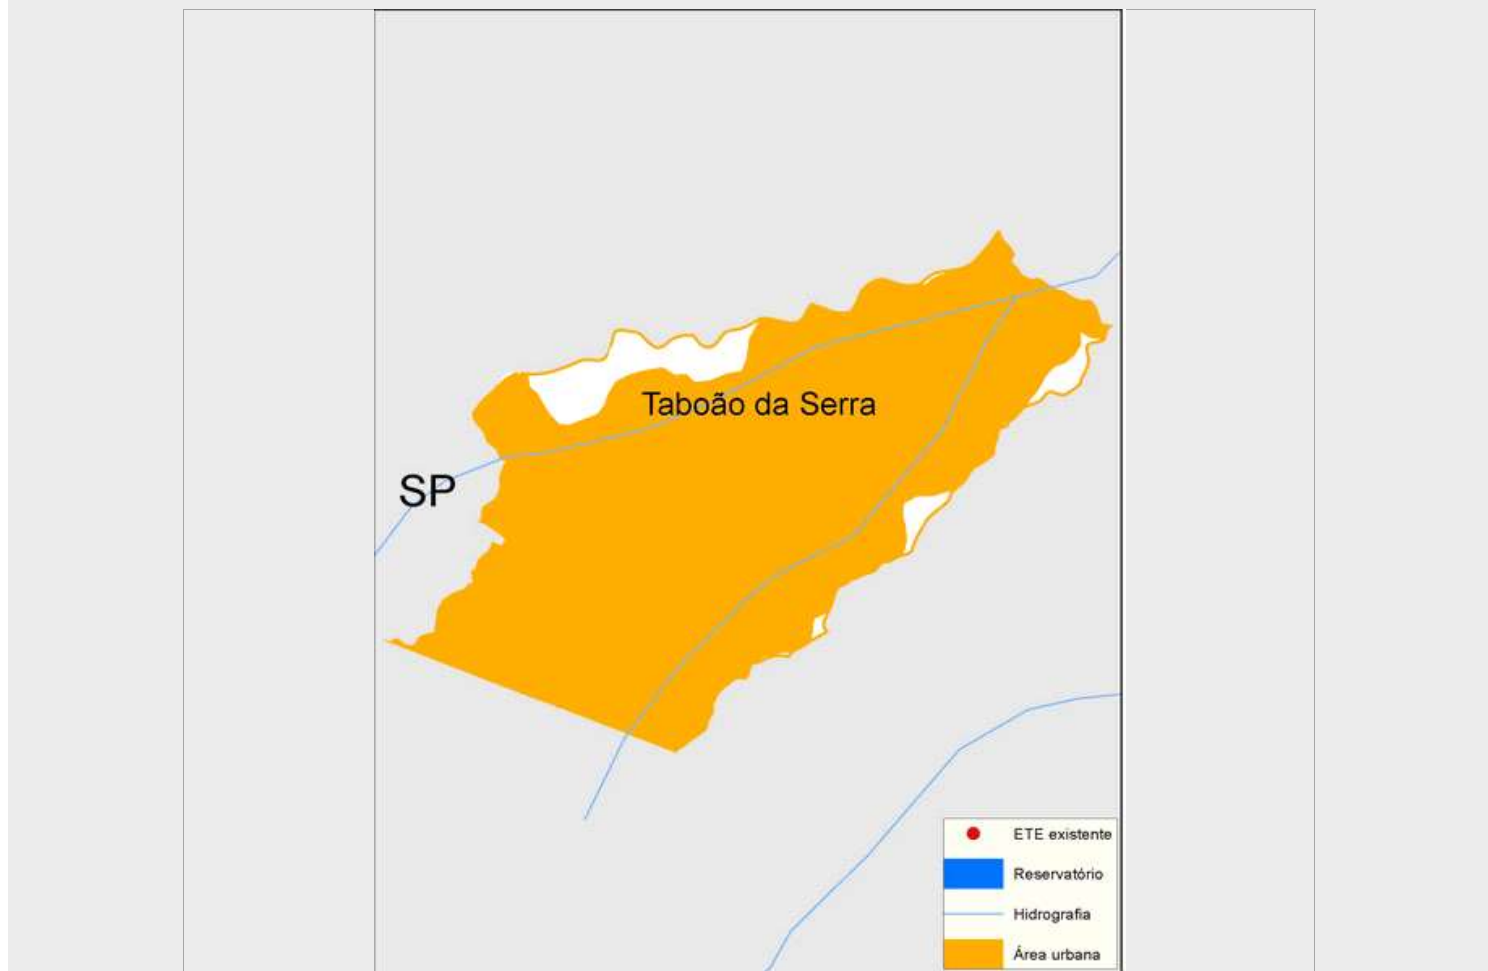 Taboão da Serra
SP
ETE existente
Reservatório
Hidrografia
Área urbana